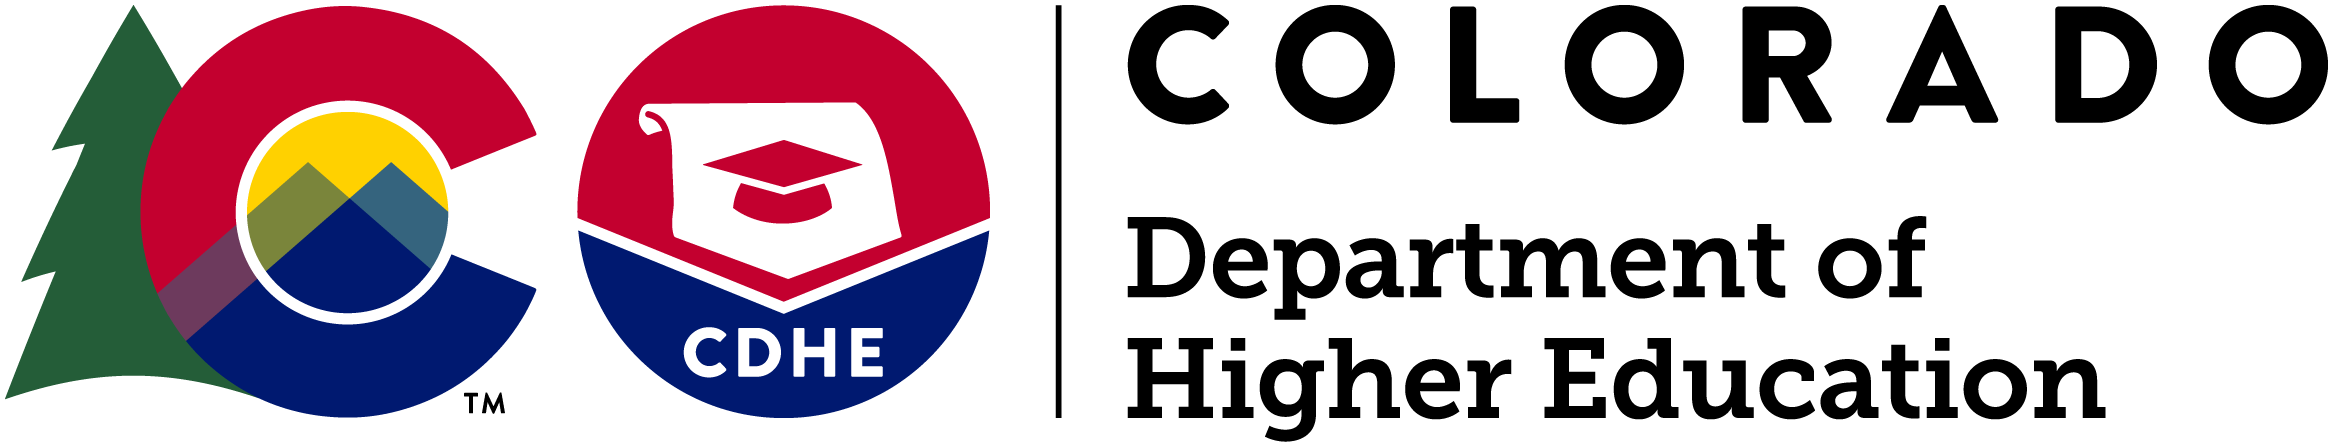 TM
CDHE
COLORADO
Department of
Higher Education